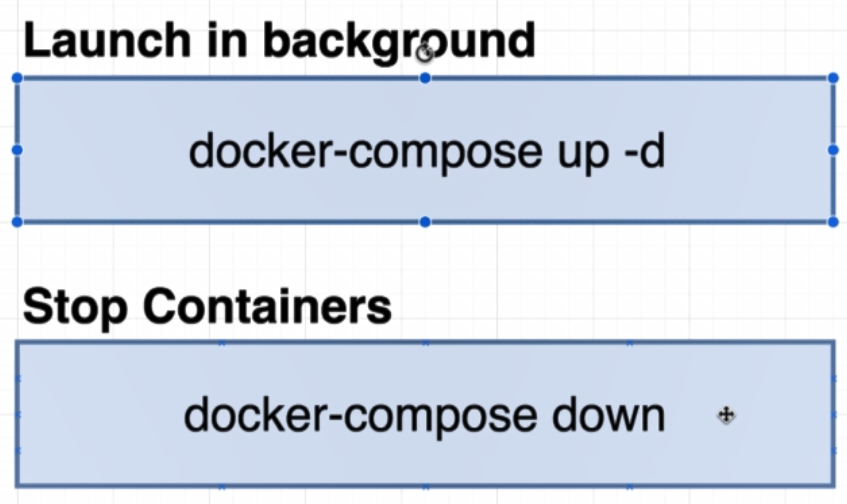 Launch in background
docker-compose up -d
Stop Containers
docker-compose down